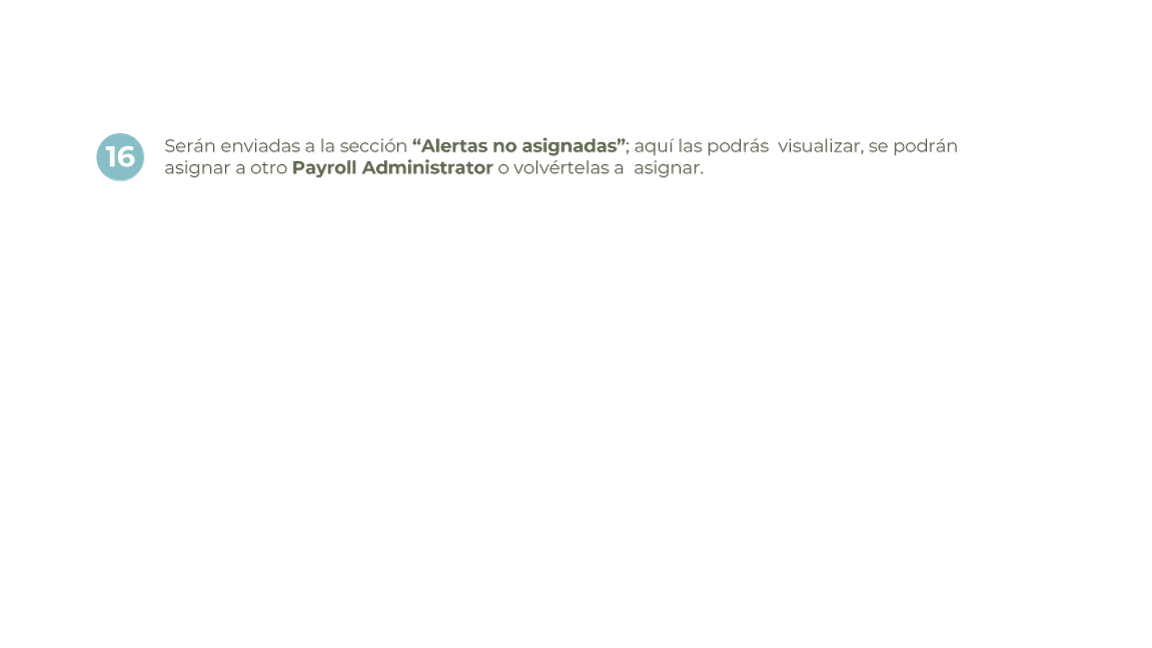 16
Serán enviadas a la sección “Alertas no asignadas”; aquí las podrás  visualizar, se podrán
asignar a otro Payroll Administrator o volvértelas a  asignar.